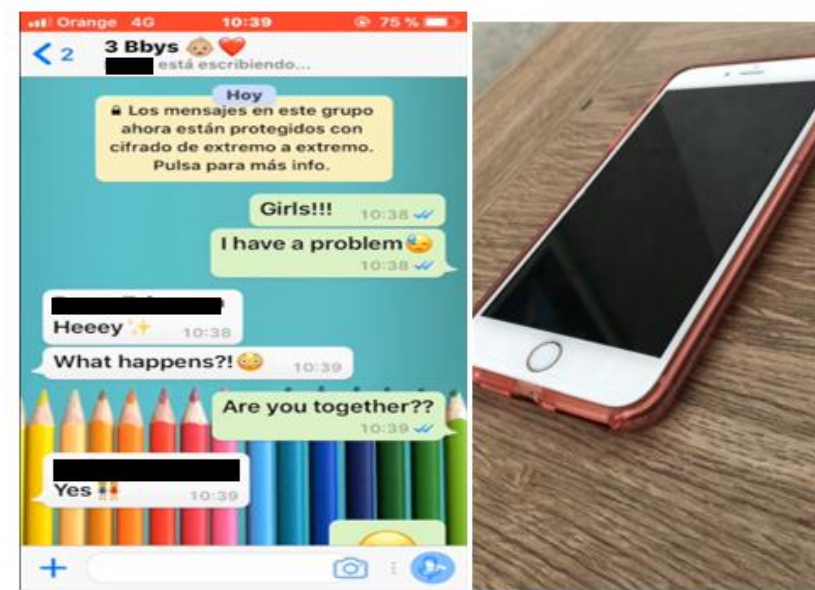 Orange 4G 10:39 75 %
2 3 Bbys 👶🏼❤️
está escribiendo...
Hoy
🔒 Los mensajes en este grupo
ahora están protegidos con
cifrado de extremo a extremo.
Pulsa para más info.
Girls!!! 10:38
I have a problem😓
10:38
Heeey✨ 10:38
What happens?!😳 10:39
Are you together??
10:39
Yes👭 10:39